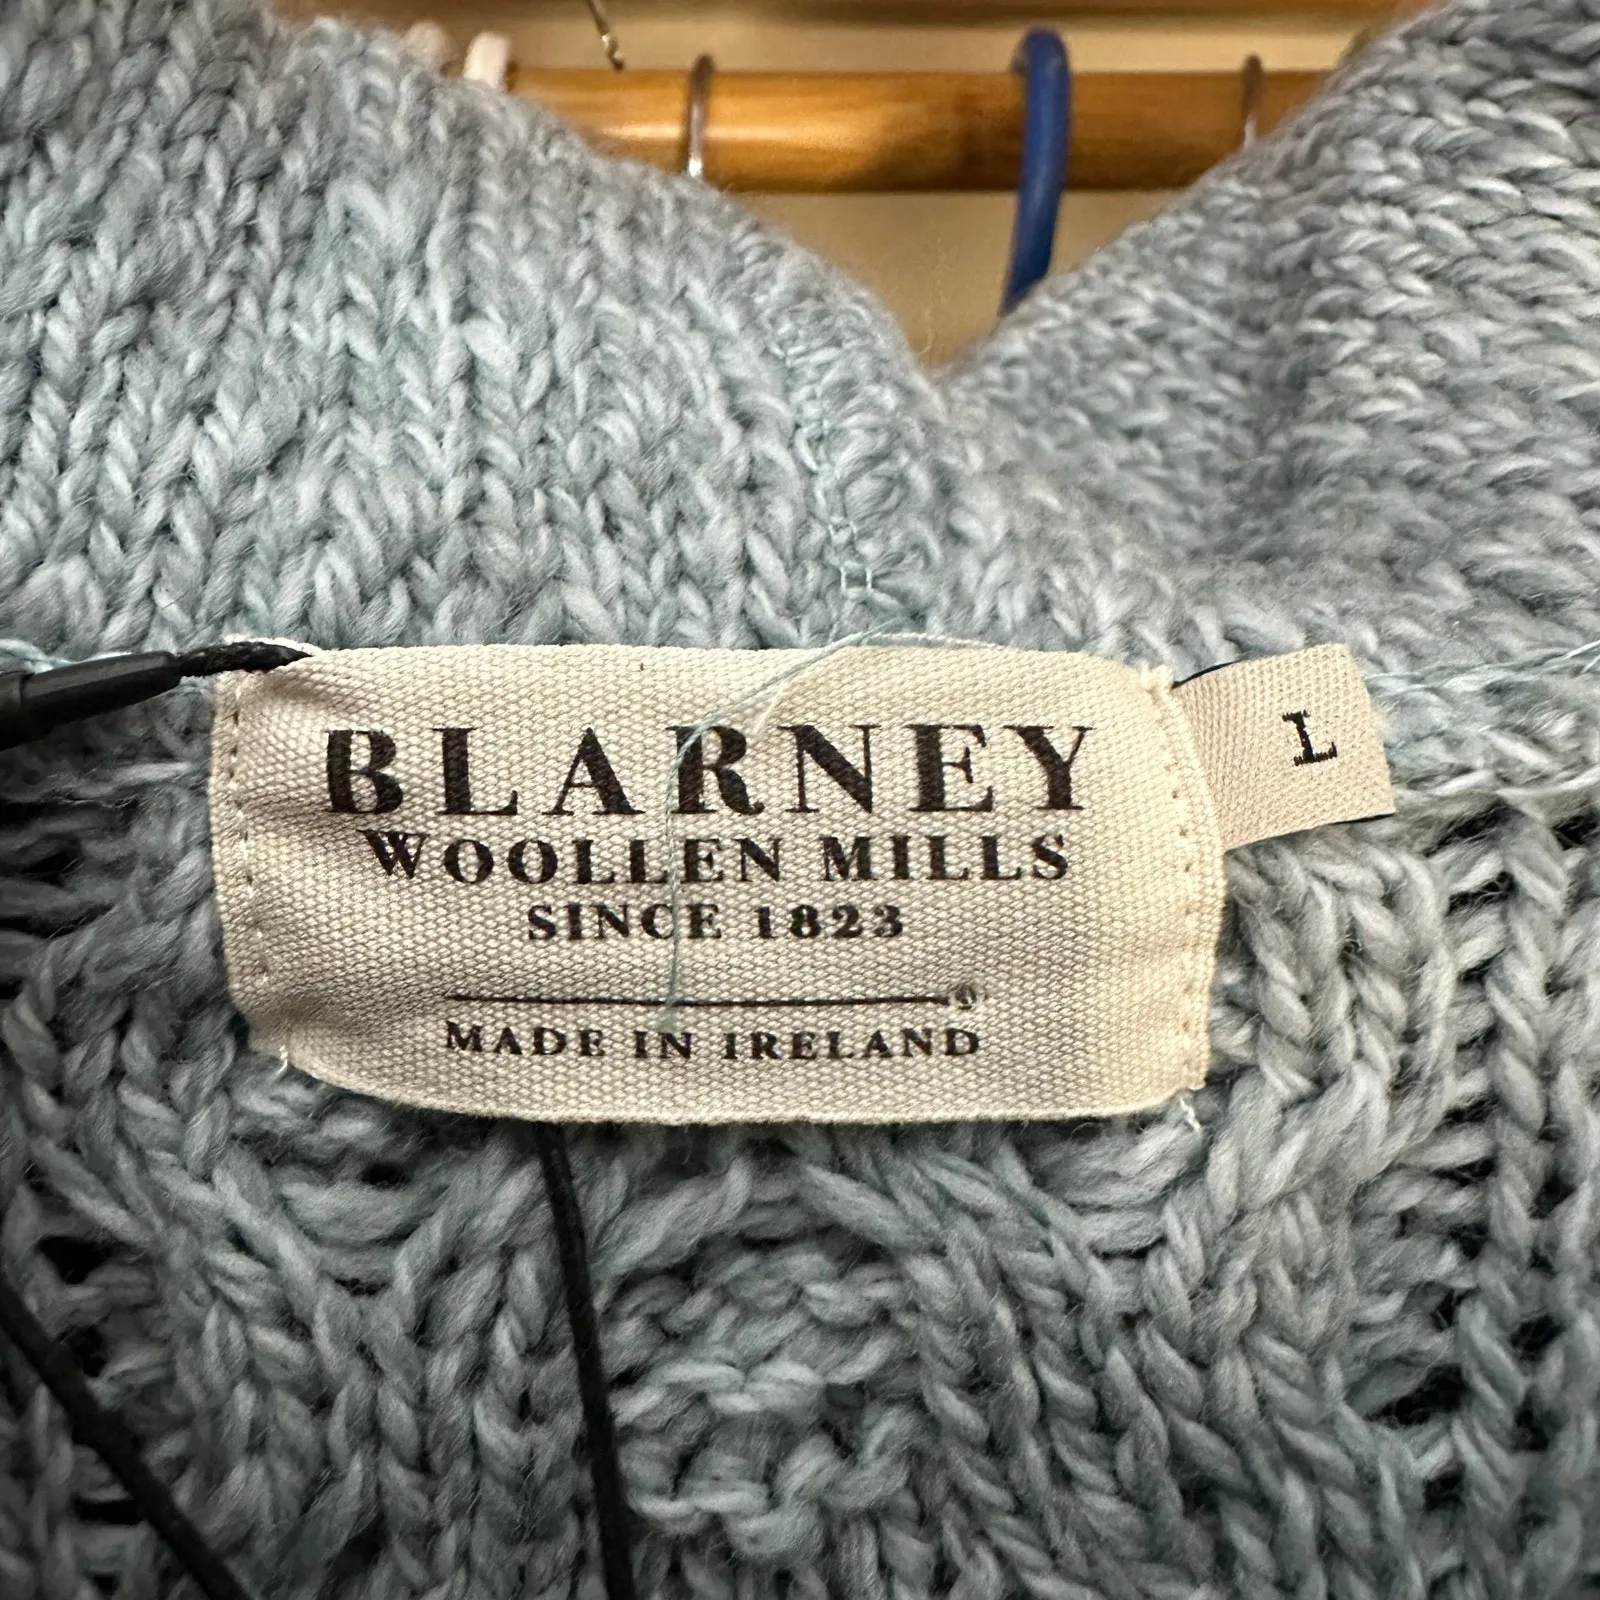 BLARNEY
WOOLLEN MILLS
SINCE 1823
MADE IN IRELAND
L